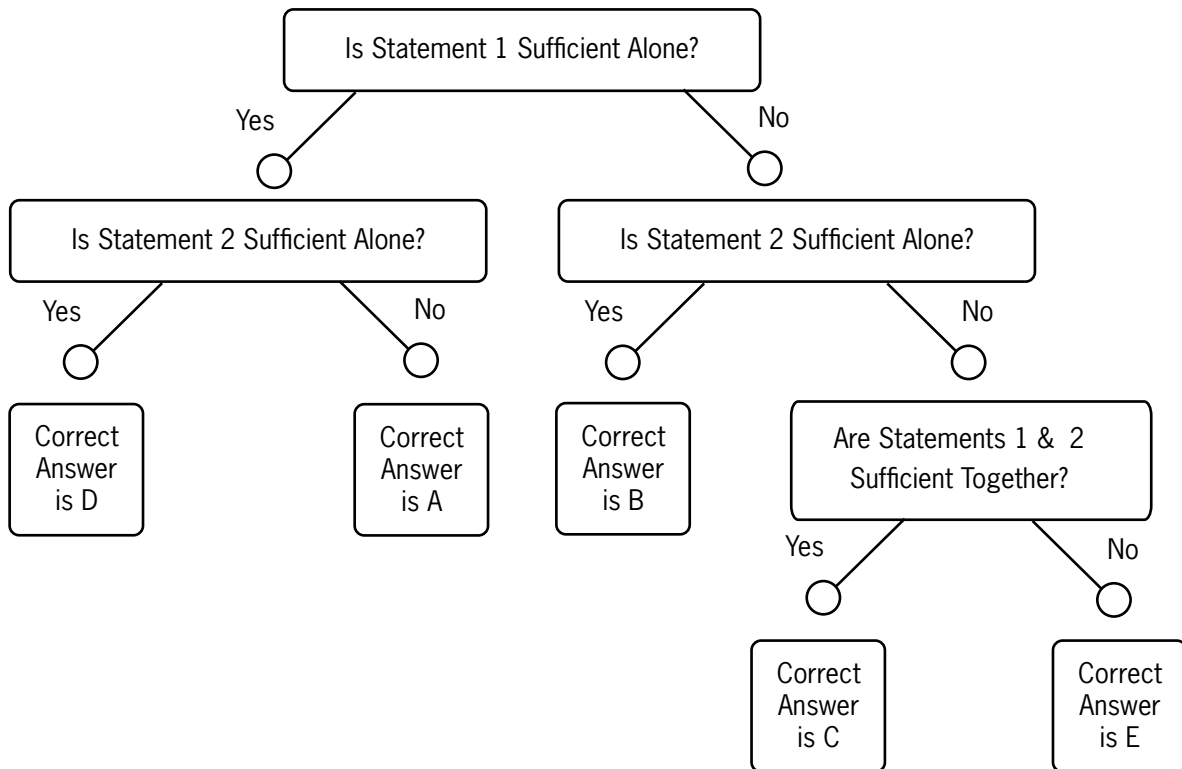 Is Statement 1 Sufficient Alone?
Yes
No
Is Statement 2 Sufficient Alone?
Is Statement 2 Sufficient Alone?
Yes
No
Yes
No
Correct
Answer
is D
Correct
Answer
is A
Correct
Answer
is B
Are Statements 1 & 2
Sufficient Together?
Yes
No
Correct
Answer
is C
Correct
Answer
is E